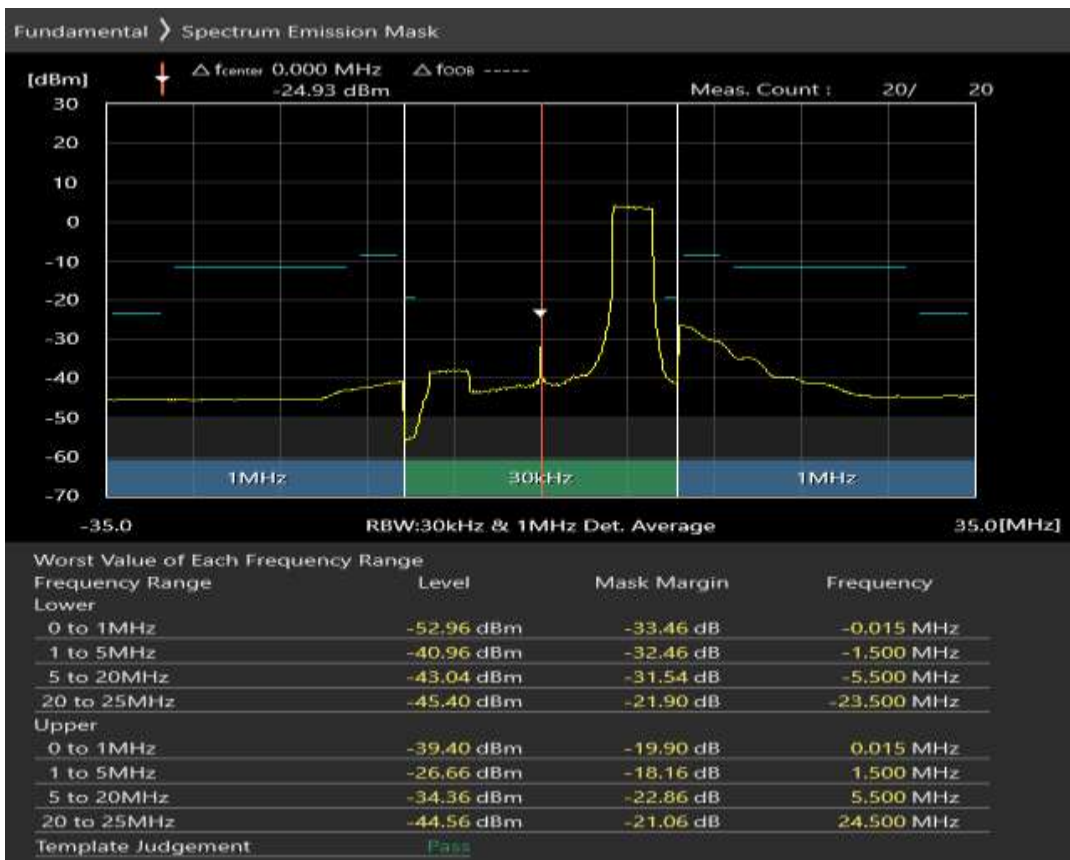 Fundamental 〉 Spectrum Emission Mask
[dBm] △ fcenter 0.000 MHz △ fOOB -----
-24.93 dBm Meas. Count : 20/ 20
30
20
10
0
-10
-20
-30
-40
-50
-60
1MHz 30kHz 1MHz
-70
-35.0 RBW:30kHz & 1MHz Det. Average 35.0[MHz]
Worst Value of Each Frequency Range
Frequency Range Level Mask Margin Frequency
Lower
0 to 1MHz -52.96 dBm -33.46 dB -0.015 MHz
1 to 5MHz -40.96 dBm -32.46 dB -1.500 MHz
5 to 20MHz -43.04 dBm -31.54 dB -5.500 MHz
20 to 25MHz -45.40 dBm -21.90 dB -23.500 MHz
Upper
0 to 1MHz -39.40 dBm -19.90 dB 0.015 MHz
1 to 5MHz -26.66 dBm -18.16 dB 1.500 MHz
5 to 20MHz -34.36 dBm -22.86 dB 5.500 MHz
20 to 25MHz -44.56 dBm -21.06 dB 24.500 MHz
Template Judgement Pass